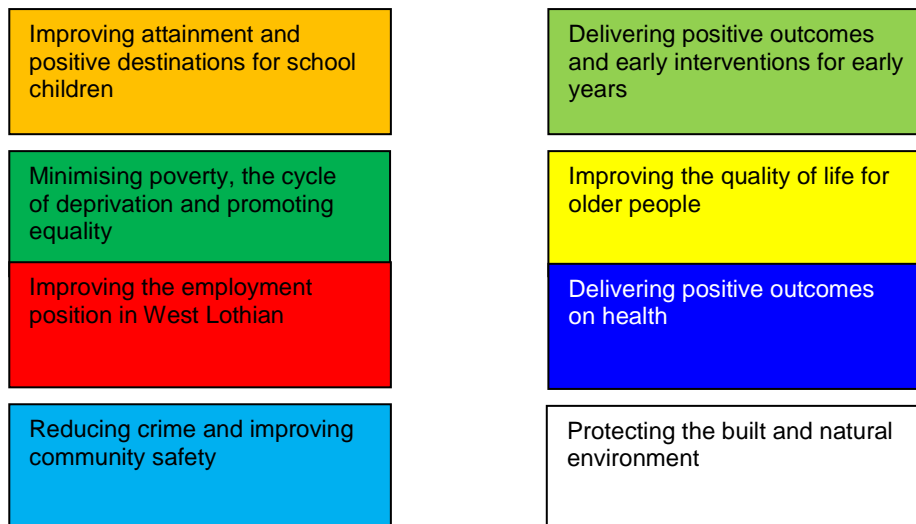 Improving attainment and
positive destinations for school
children
Delivering positive outcomes
and early interventions for early
years
Minimising poverty, the cycle
of deprivation and promoting
equality
Improving the quality of life for
older people
Improving the employment
position in West Lothian
Delivering positive outcomes
on health
Reducing crime and improving
community safety
Protecting the built and natural
environment